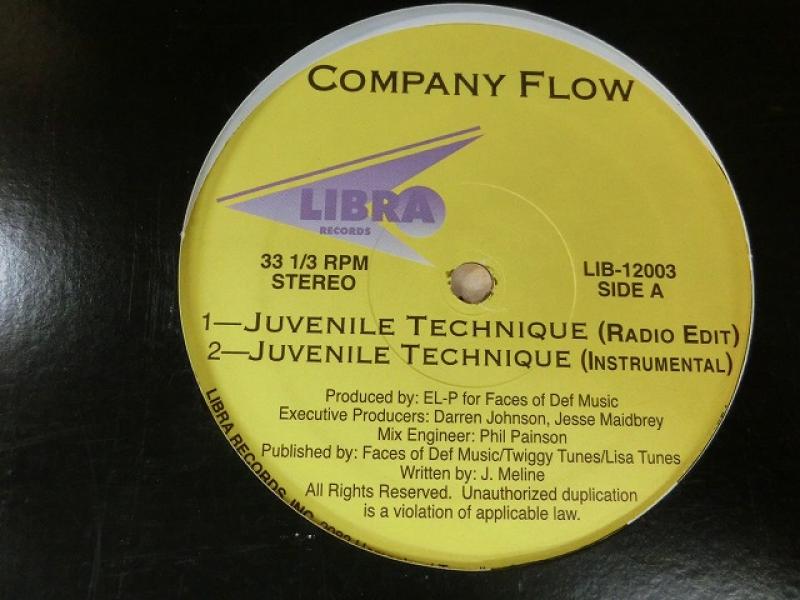 COMPANY FLOW
LIBRA
RECORDS
33 1/3 RPM
STEREO
LIB-12003
SIDE A
1—JUVENILE TECHNIQUE (RADIO EDIT)
2—JUVENILE TECHNIQUE (INSTRUMENTAL)
Produced by: EL-P for Faces of Def Music
Executive Producers: Darren Johnson, Jesse Maidbrey
Mix Engineer: Phil Painson
Published by: Faces of Def Music/Twiggy Tunes/Lisa Tunes
Written by: J. Meline
All Rights Reserved. Unauthorized duplication
is a violation of applicable law.
LIBRA RECORDS, INC.